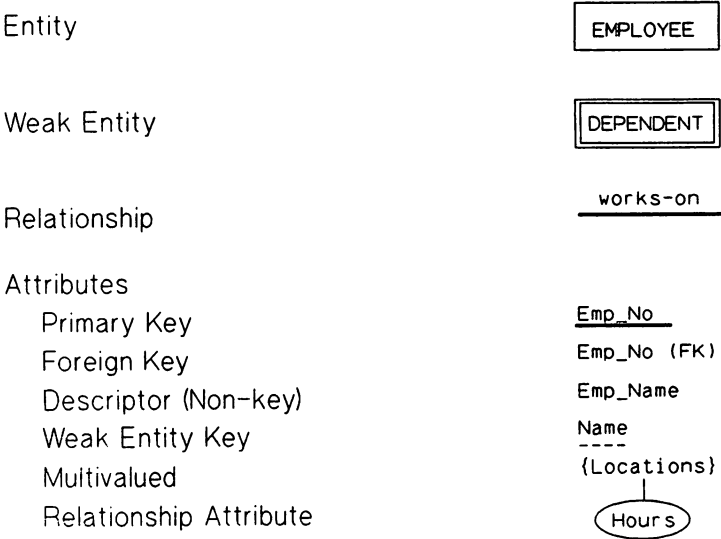 Entity EMPLOYEE
Weak Entity DEPENDENT
Relationship works-on
Attributes
Primary Key Emp_No
Foreign Key Emp_No (FK)
Descriptor (Non-key) Emp_Name
Weak Entity Key Name
Multivalued {Locations}
Relationship Attribute Hours